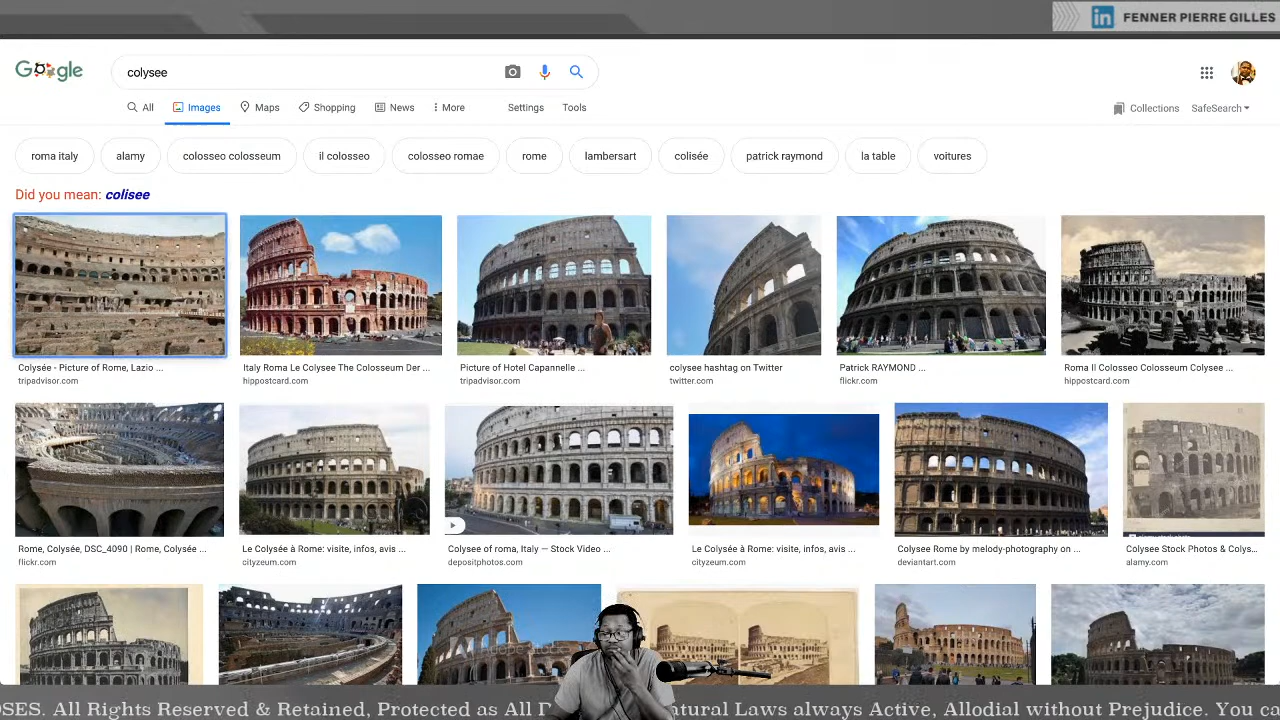 in FENNER PIERRE GILLES
Google
colysee
All Images Maps Shopping News More Settings Tools
Collections SafeSearch
roma italy alamy colosseo colosseum il colosseo colosseo romae rome lambersart colisée patrick raymond la table voitures
Did you mean: colisee
Colysée - Picture of Rome, Lazio ...
tripadvisor.com
Italy Roma Le Colysee The Colosseum Der ...
hippostcard.com
Picture of Hotel Capannelle ...
tripadvisor.com
colysee hashtag on Twitter
twitter.com
Patrick RAYMOND ...
flickr.com
Roma Il Colosseo Colosseum Colysee ...
hippostcard.com
Rome, Colysée, DSC_4090 | Rome, Colysée ...
flickr.com
Le Colysée à Rome: visite, infos, avis ...
cityzeum.com
Colysee of roma, Italy — Stock Video ...
depositphotos.com
Le Colysée à Rome: visite, infos, avis ...
cityzeum.com
Colysee Rome by melody-photography on ...
deviantart.com
Colysee Stock Photos & Colys...
alamy.com
OSES. All Rights Reserved & Retained, Protected as All atural Laws always Active, Allodial without Prejudice. You ca